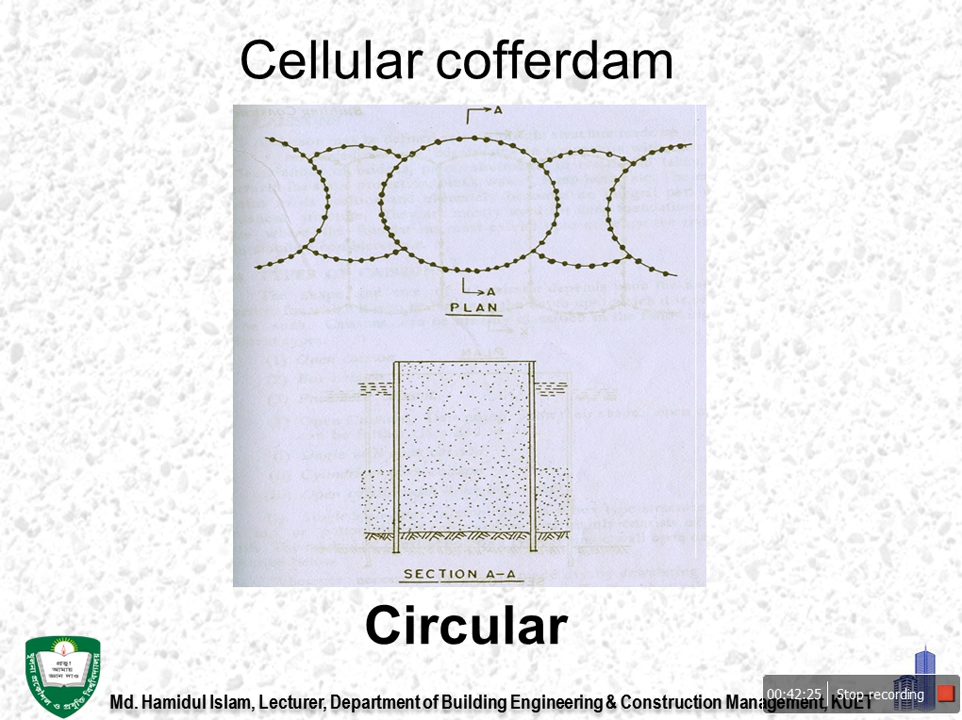 Cellular cofferdam
A
A
PLAN
SECTION A-A
Circular
Md. Hamidul Islam, Lecturer, Department of Building Engineering & Construction Management, KUET
00:42:25 Stop recording